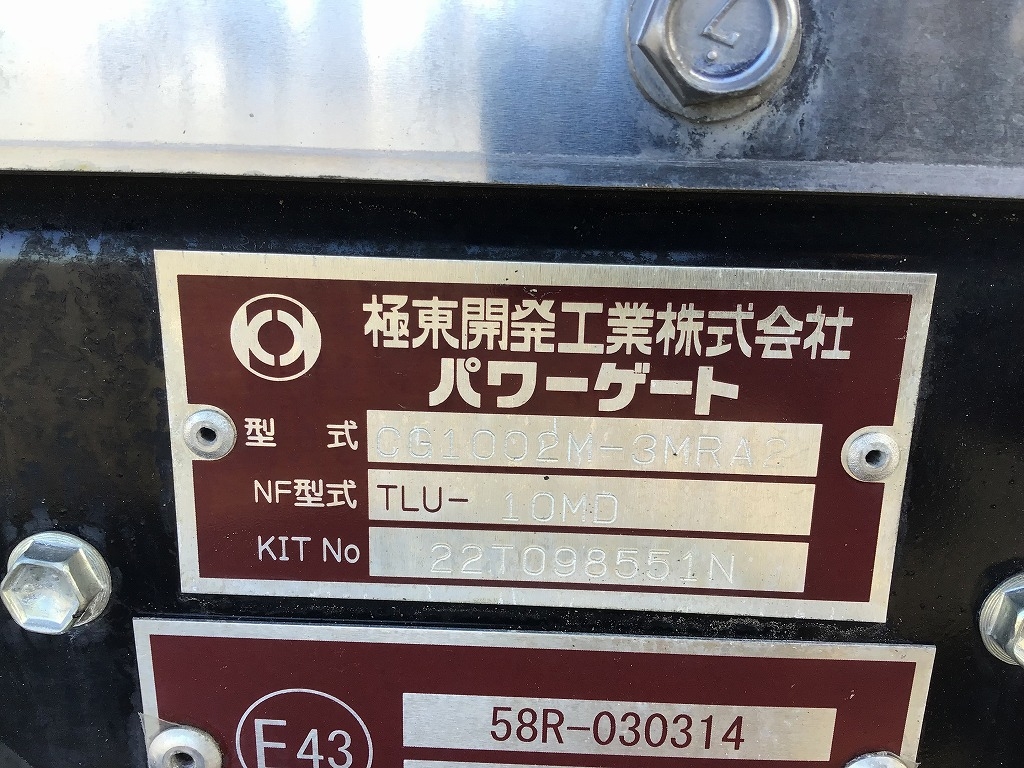 7
極東開発工業株式会社
パワーゲート
型 式 CG1002M-3MRA2
NF型式 TLU- 10MD
KIT No 22T098551N
E43 58R-030314